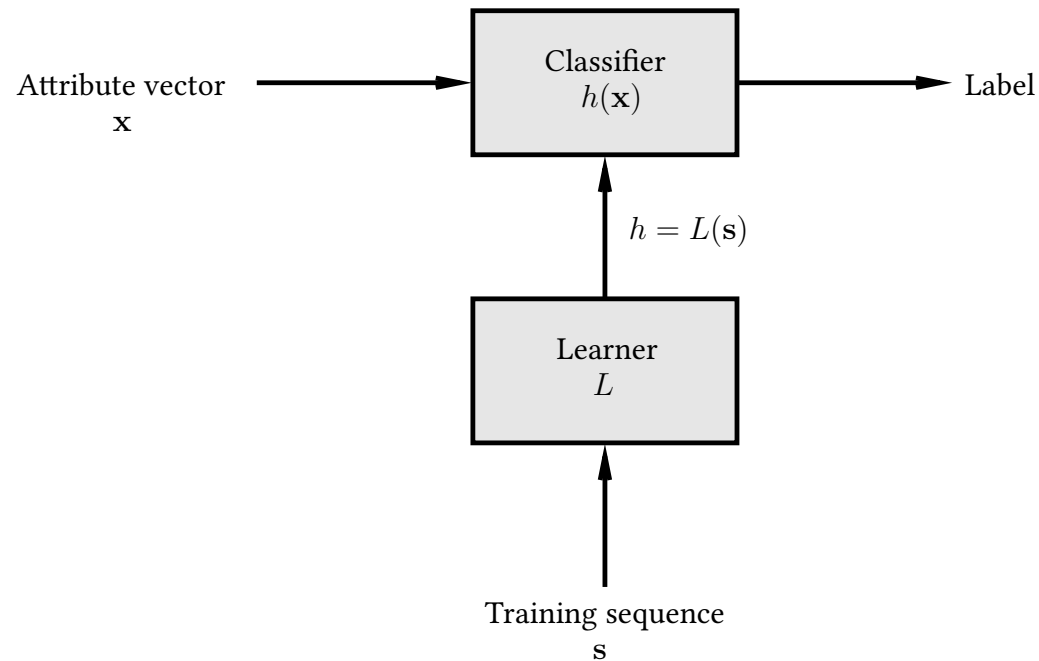 Classifier
h(𝐱)
Attribute vector
𝐱
Label
h = L(𝐬)
Learner
L
Training sequence
𝐬